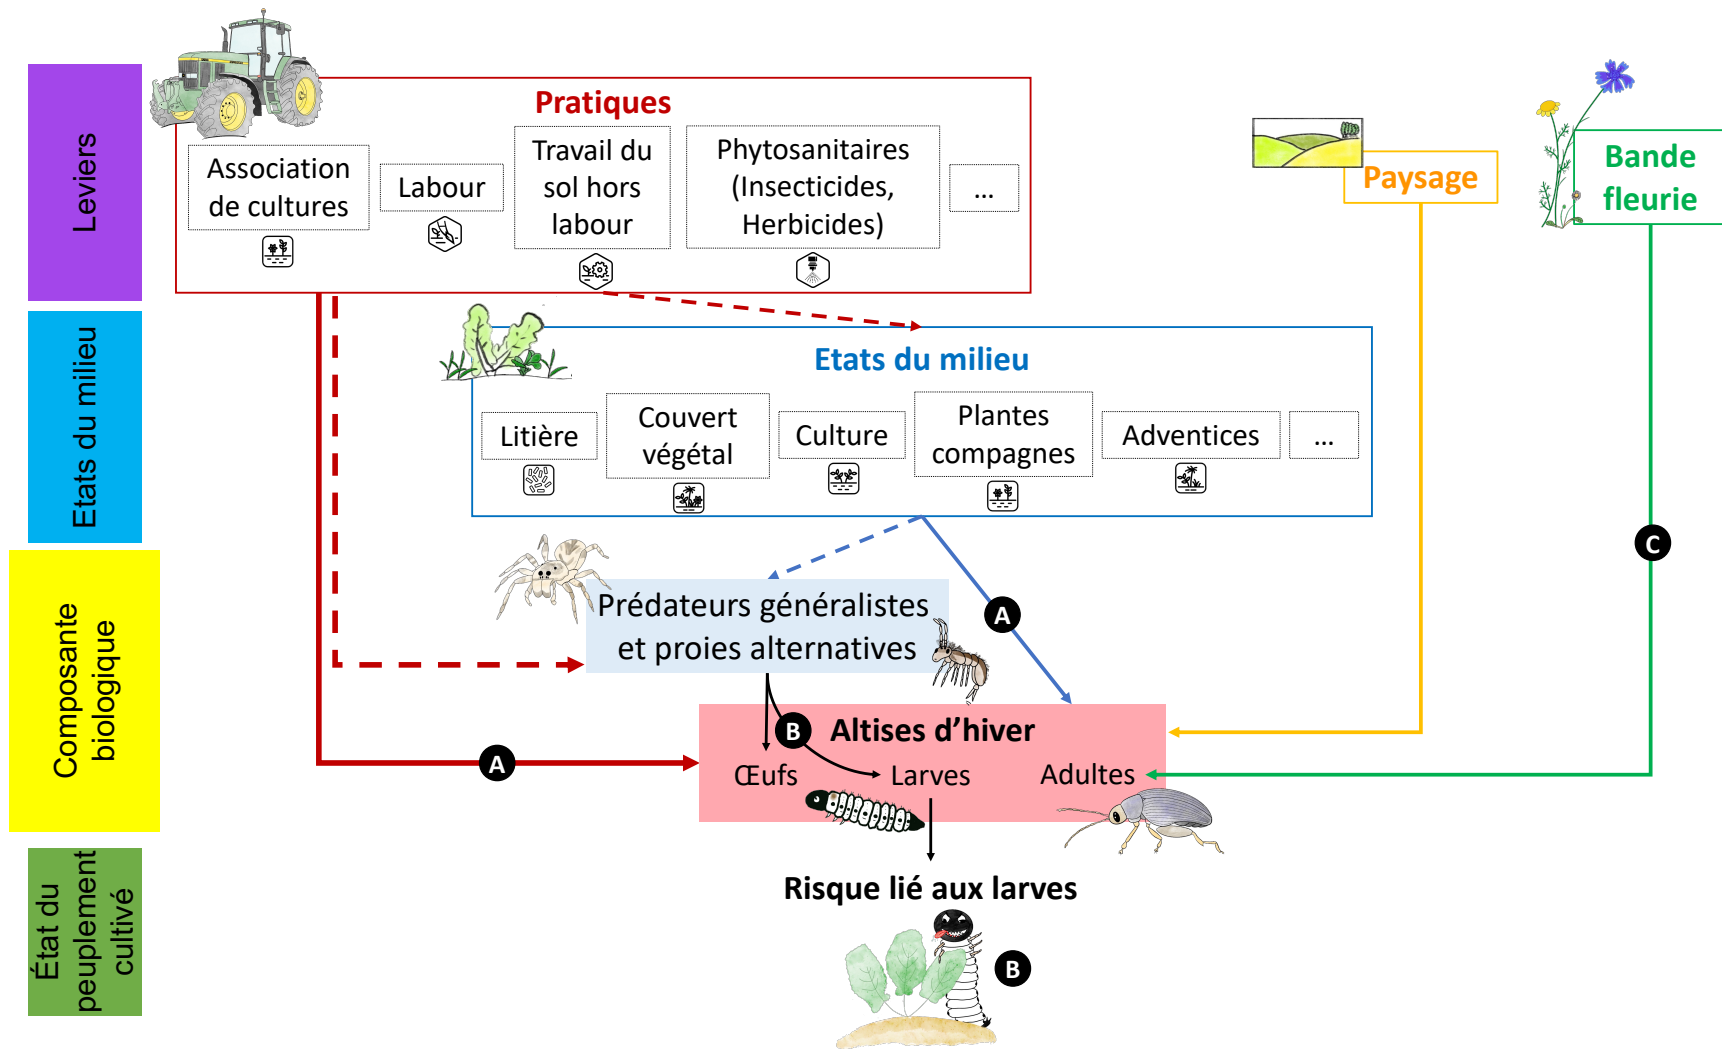 Leviers
Pratiques
Association
de cultures
Labour
Travail du
sol hors
labour
Phytosanitaires
(Insecticides,
Herbicides)
...
Paysage
Bande
fleurie
Etats du milieu
Etats du milieu
Litière
Couvert
végétal
Culture
Plantes
compagnes
Adventices
...
C
Composante
biologique
Prédateurs généralistes
et proies alternatives
A
B
Altises d'hiver
A
Œufs
Larves
Adultes
État du
peuplement
cultivé
Risque lié aux larves
B